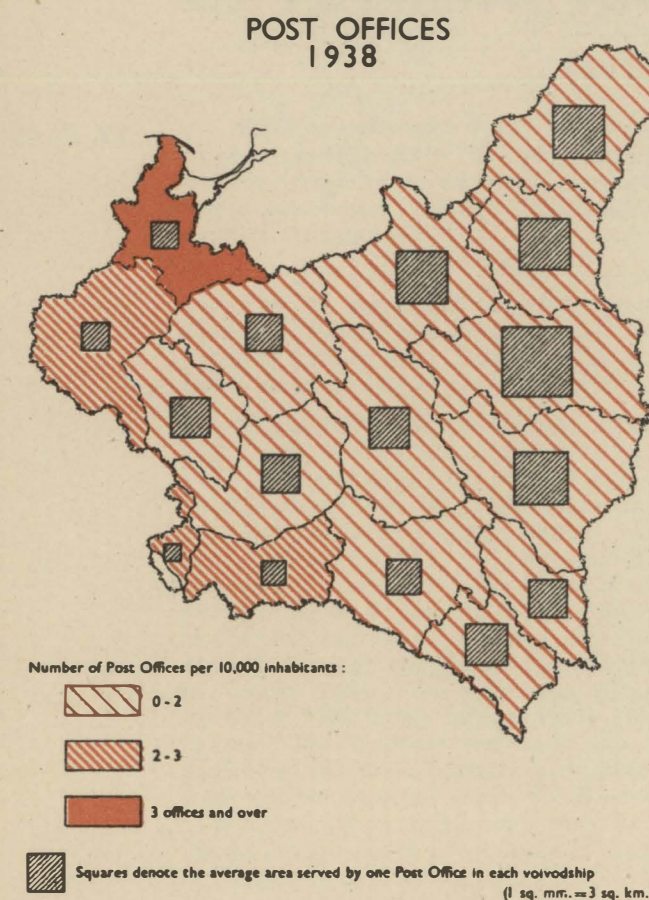 POST OFFICES
1938
Number of Post Offices per 10,000 inhabitants :
0-2
2-3
3 offices and over
Squares denote the average area served by one Post Office in each voivodship
(1 sq. mm. = 3 sq. km.